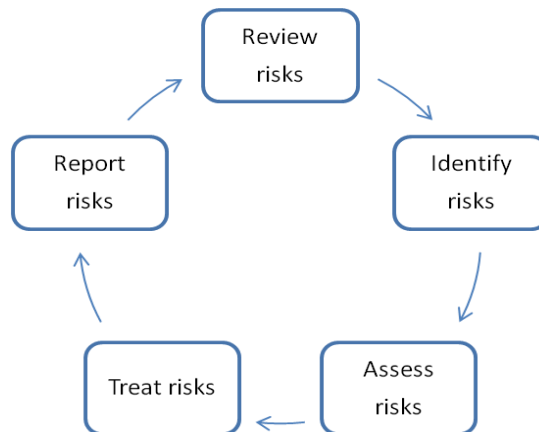 Review
risks
Identify
risks
Assess
risks
Treat risks
Report
risks